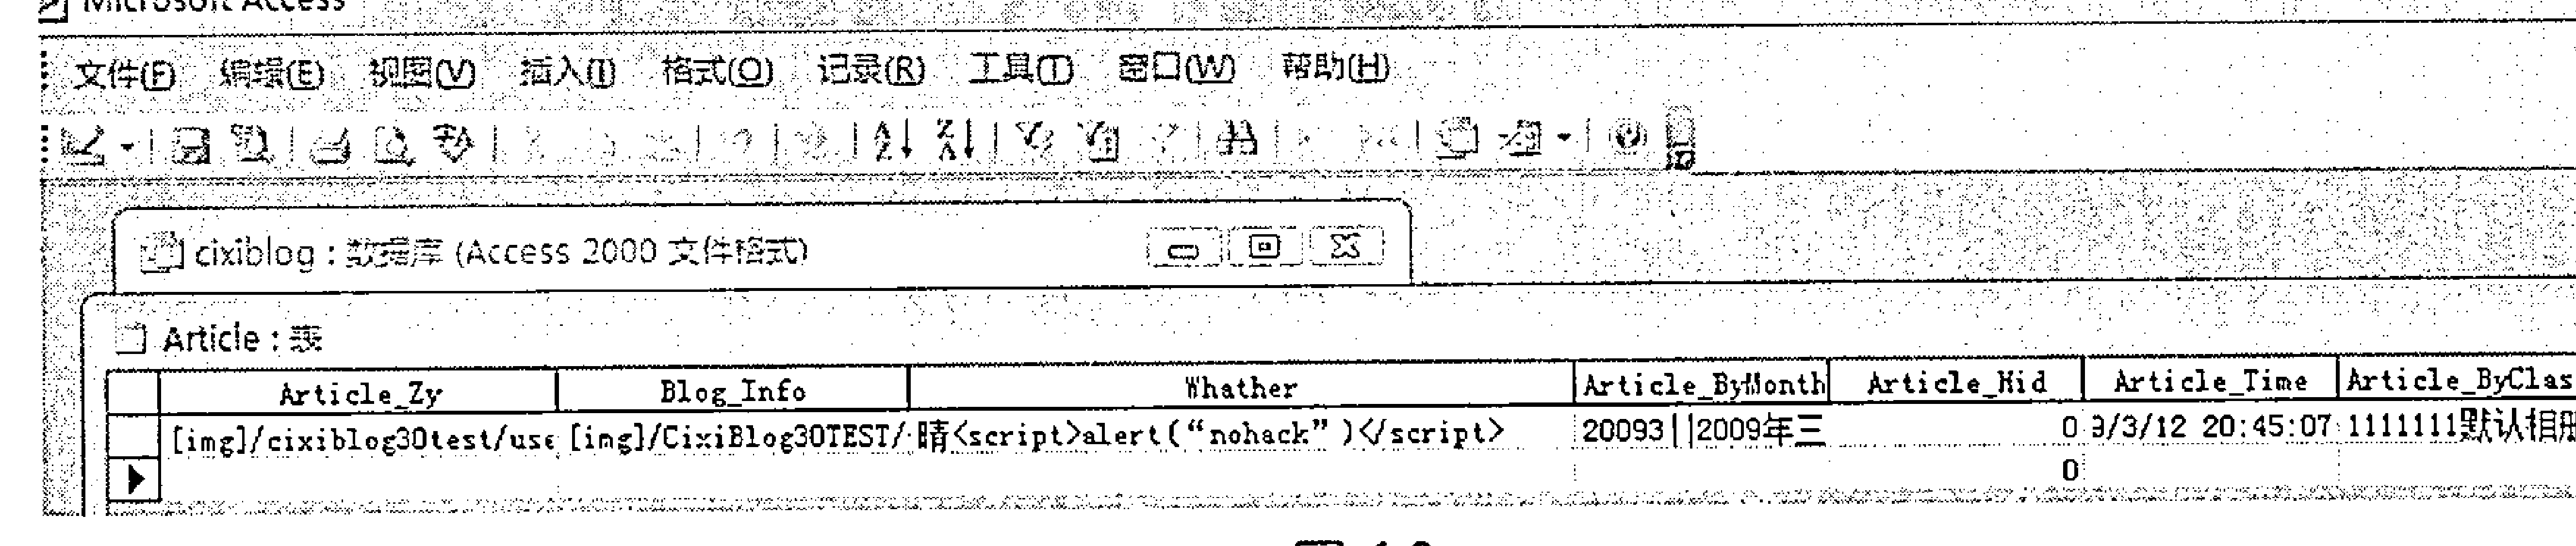 Microsoft Access
文件(F) 编辑(E) 视图(V) 插入(I) 格式(O) 记录(R) 工具(T) 窗口(W) 帮助(H)
cixiblog : 数据库 (Access 2000 文件格式)
Article : 表
Article_Zy Blog_Info Whather Article_ByMonth Article_Hid Article_Time Article_ByClas
[img]/cixiblog30test/use [img]/CixiBlog30TEST/ 晴<script>alert(“nohack”)</script> 20093||2009年三 0 9/3/12 20:45:07 1111111默认相册
0